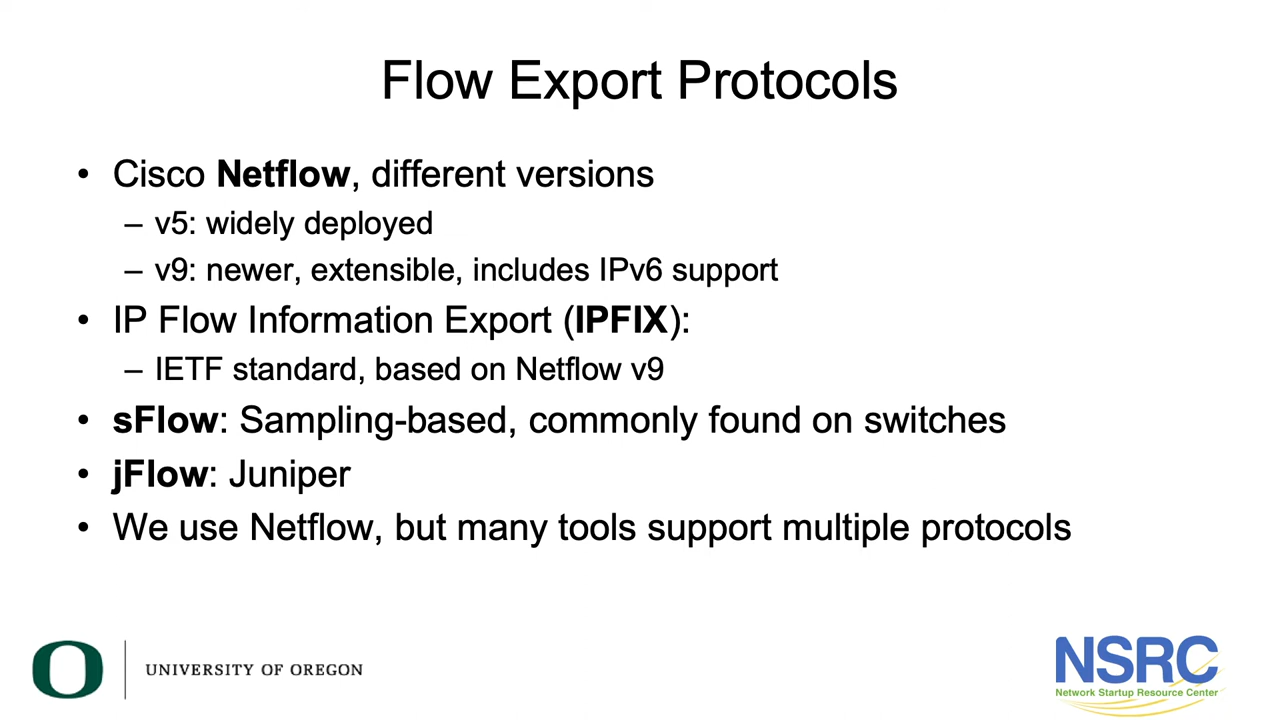 Flow Export Protocols
• Cisco Netflow, different versions
– v5: widely deployed
– v9: newer, extensible, includes IPv6 support
• IP Flow Information Export (IPFIX):
– IETF standard, based on Netflow v9
• sFlow: Sampling-based, commonly found on switches
• jFlow: Juniper
• We use Netflow, but many tools support multiple protocols
O
UNIVERSITY OF OREGON
NSRC
Network Startup Resource Center